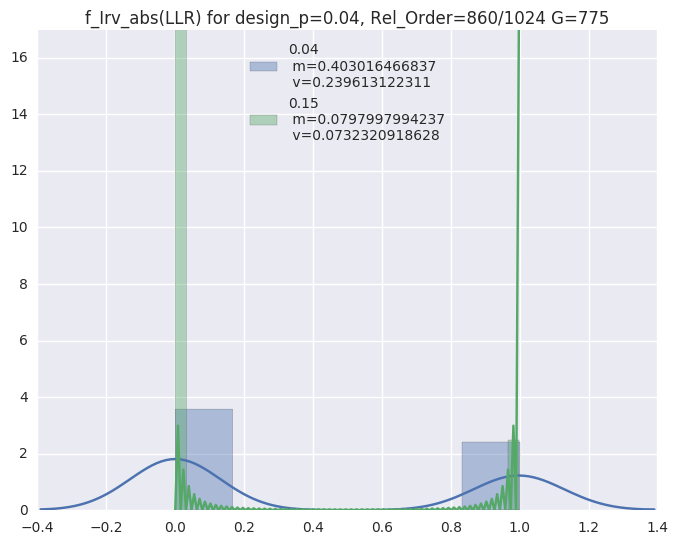 f_Irv_abs(LLR) for design_p=0.04, Rel_Order=860/1024 G=775
0.04
m=0.403016466837
v=0.239613122311
0.15
m=0.0797997994237
v=0.0732320918628
16
14
12
10
8
6
4
2
0
−0.4 −0.2 0.0 0.2 0.4 0.6 0.8 1.0 1.2 1.4